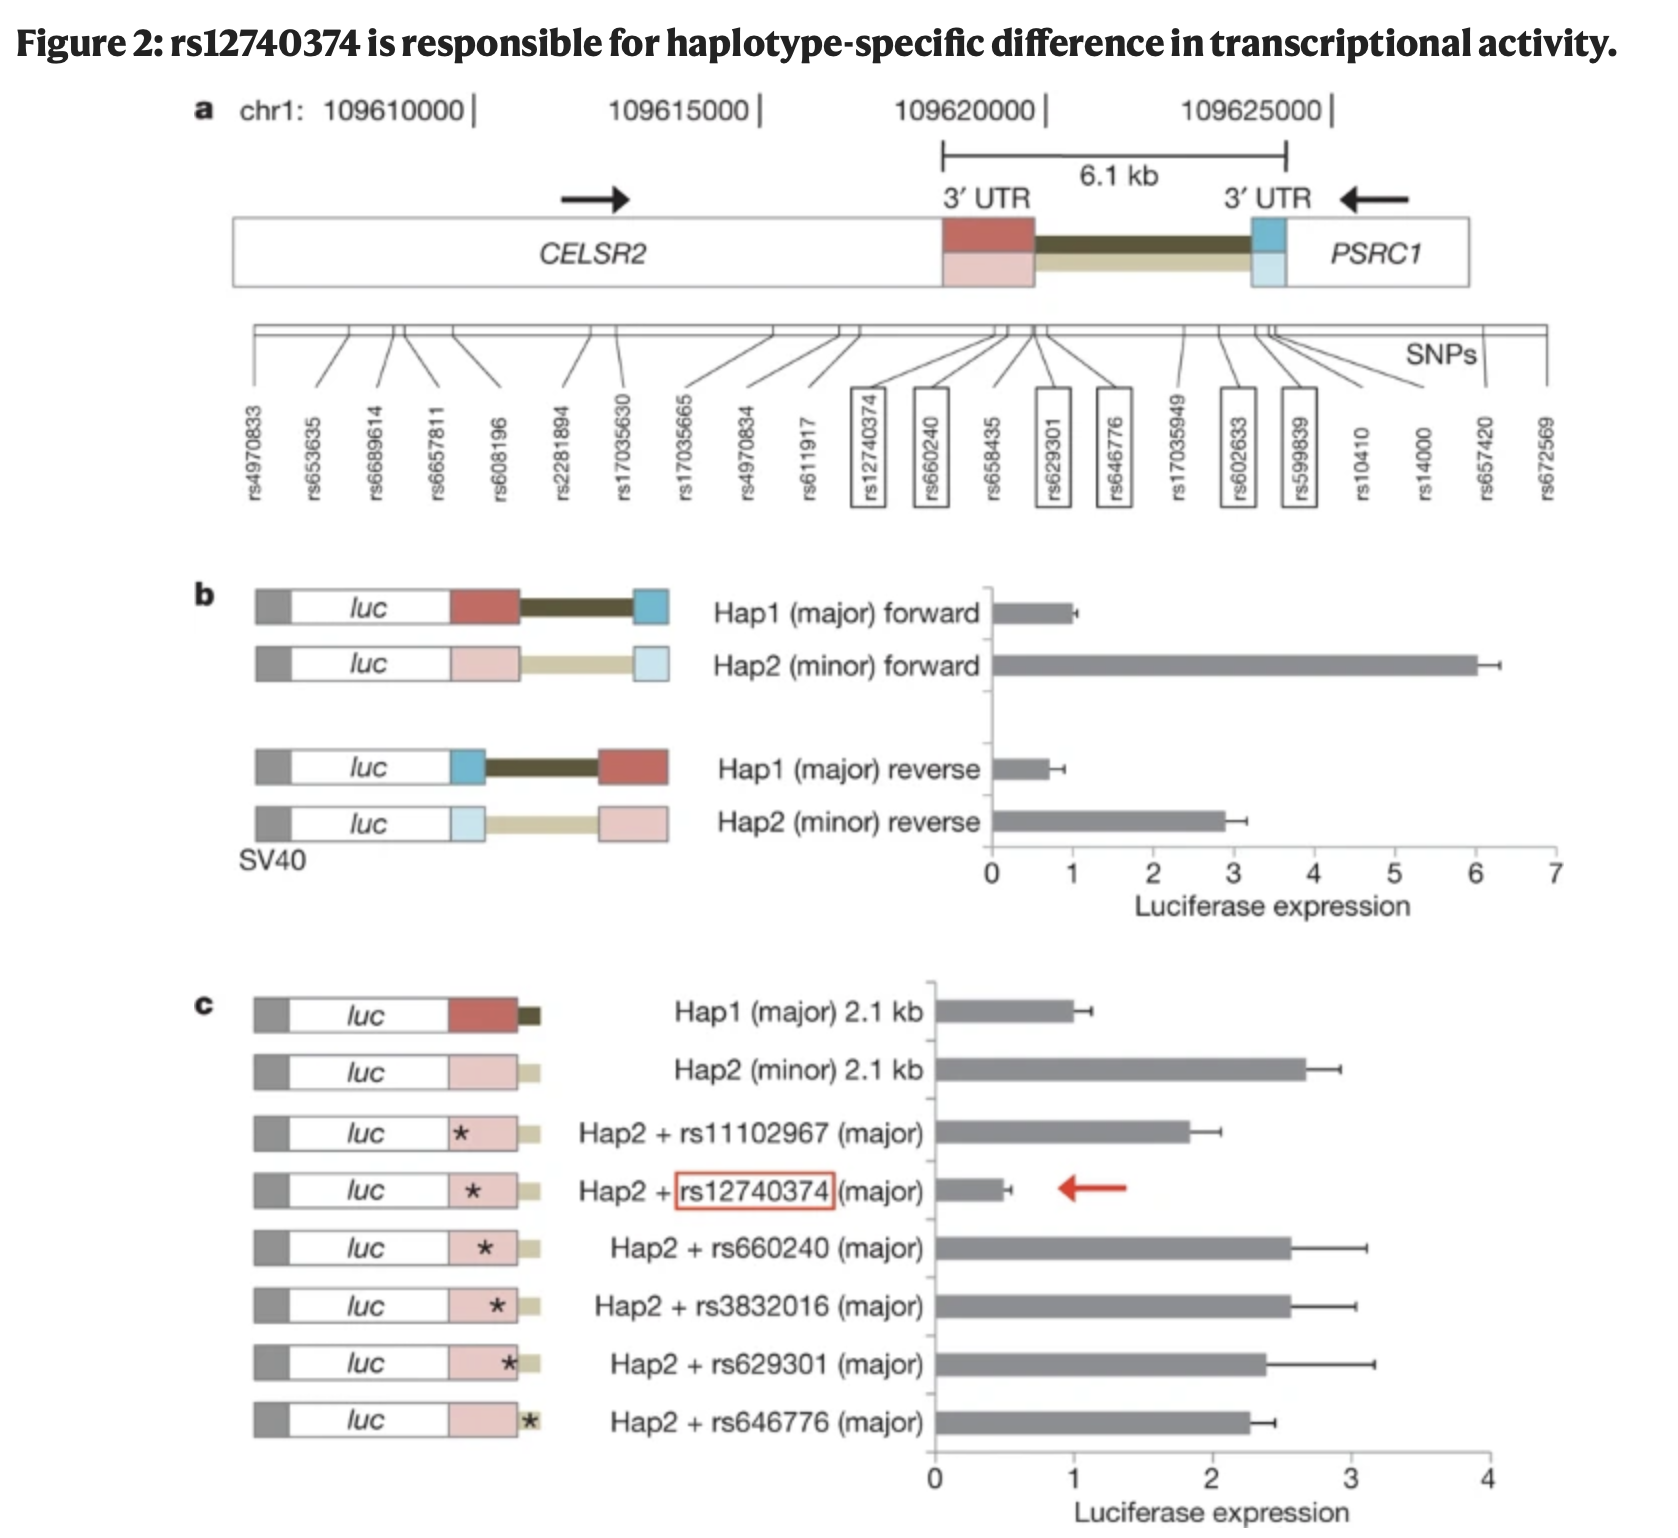 Figure 2: rs12740374 is responsible for haplotype-specific difference in transcriptional activity.
a chr1: 109610000 109615000 109620000 109625000
6.1 kb
3′ UTR 3′ UTR
CELSR2 PSRC1
SNPs
rs4970833
rs653635
rs6689614
rs6657811
rs608196
rs2281894
rs17035630
rs17035665
rs4970834
rs611917
rs12740374
rs660240
rs658435
rs629301
rs646776
rs17035949
rs602633
rs599839
rs10410
rs14000
rs657420
rs672569
b
luc Hap1 (major) forward
luc Hap2 (minor) forward
luc Hap1 (major) reverse
luc Hap2 (minor) reverse
SV40
0 1 2 3 4 5 6 7
Luciferase expression
c
luc Hap1 (major) 2.1 kb
luc Hap2 (minor) 2.1 kb
luc * Hap2 + rs11102967 (major)
luc * Hap2 + rs12740374 (major)
luc * Hap2 + rs660240 (major)
luc * Hap2 + rs3832016 (major)
luc * Hap2 + rs629301 (major)
luc * Hap2 + rs646776 (major)
0 1 2 3 4
Luciferase expression